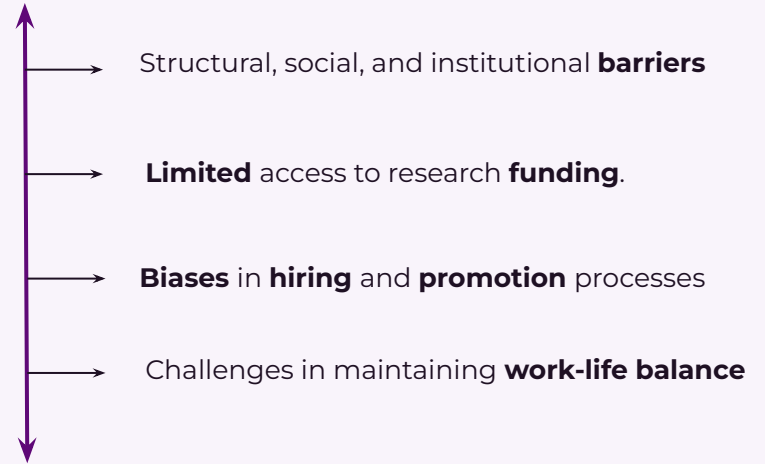 Structural, social, and institutional barriers
Limited access to research funding.
Biases in hiring and promotion processes
Challenges in maintaining work-life balance